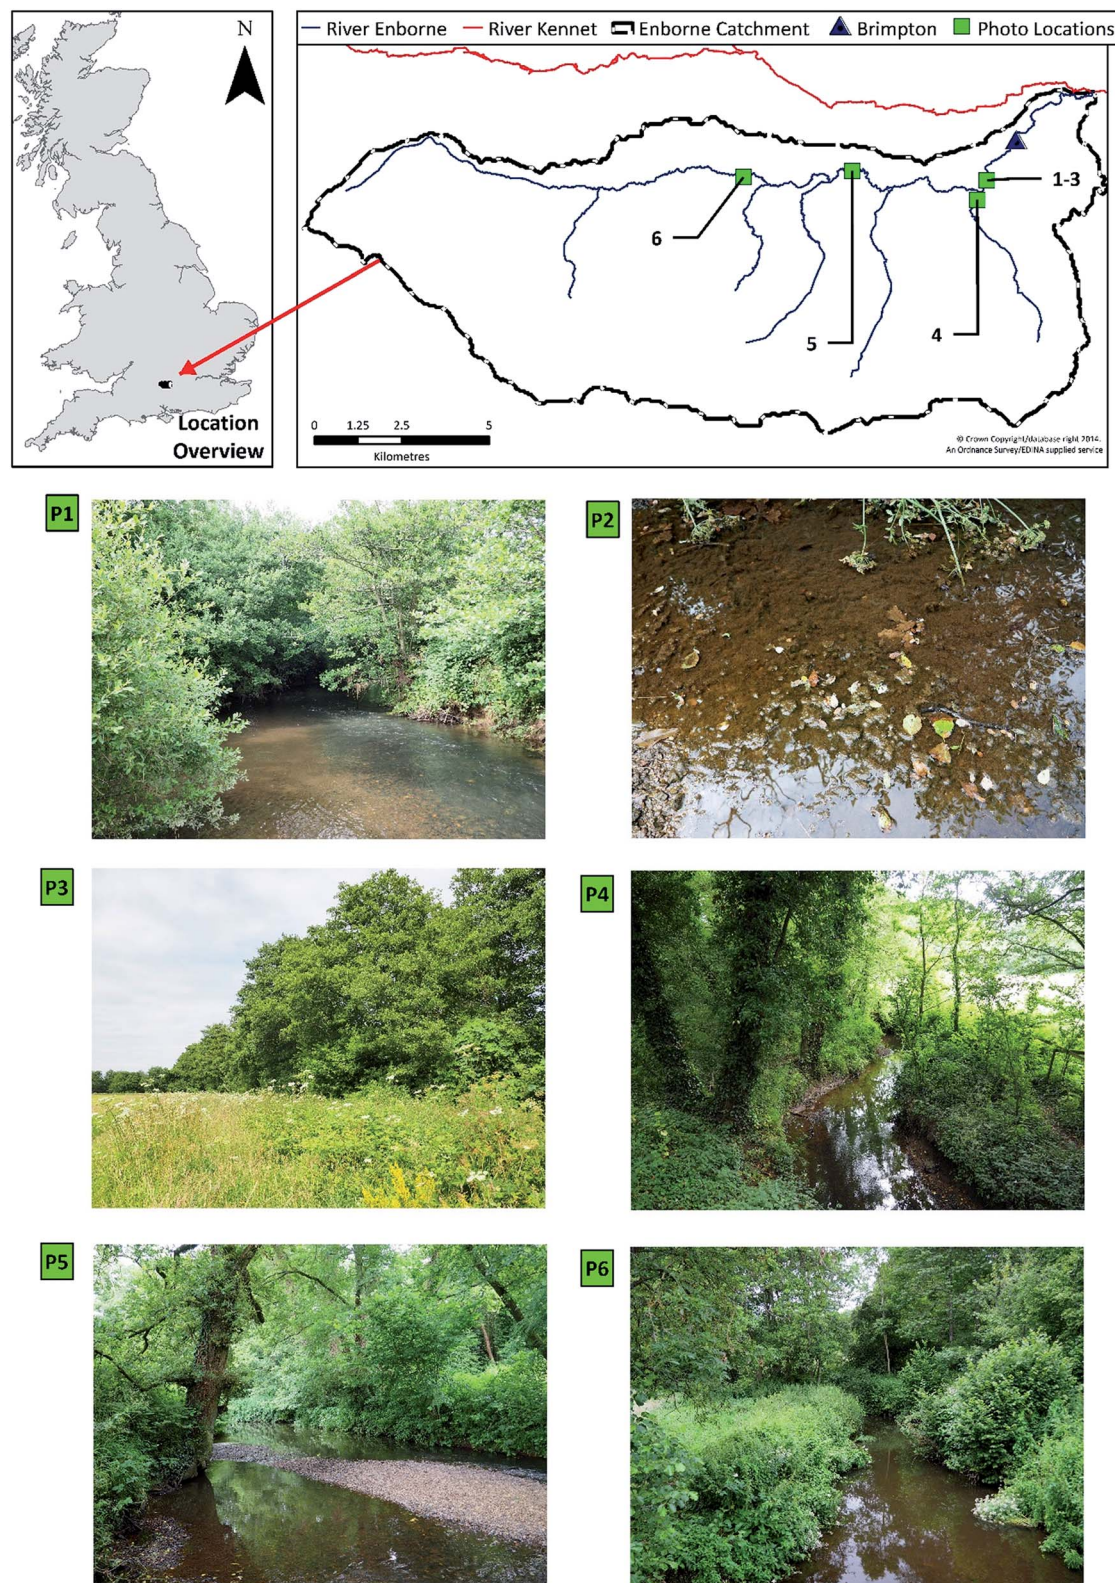 N
Location
Overview
River Enborne River Kennet Enborne Catchment Brimpton Photo Locations
1-3
6
5
4
0 1.25 2.5 5
Kilometres
© Crown Copyright/database right 2014.
An Ordnance Survey/EDINA supplied service
P1
P2
P3
P4
P5
P6